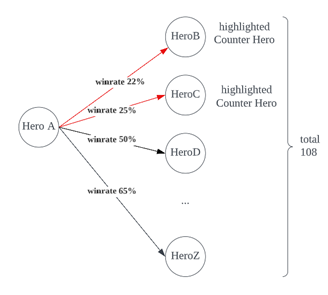 HeroB
highlighted
Counter Hero
winrate 22%
HeroC
highlighted
Counter Hero
winrate 25%
Hero A
winrate 50%
HeroD
total
108
winrate 65%
...
HeroZ